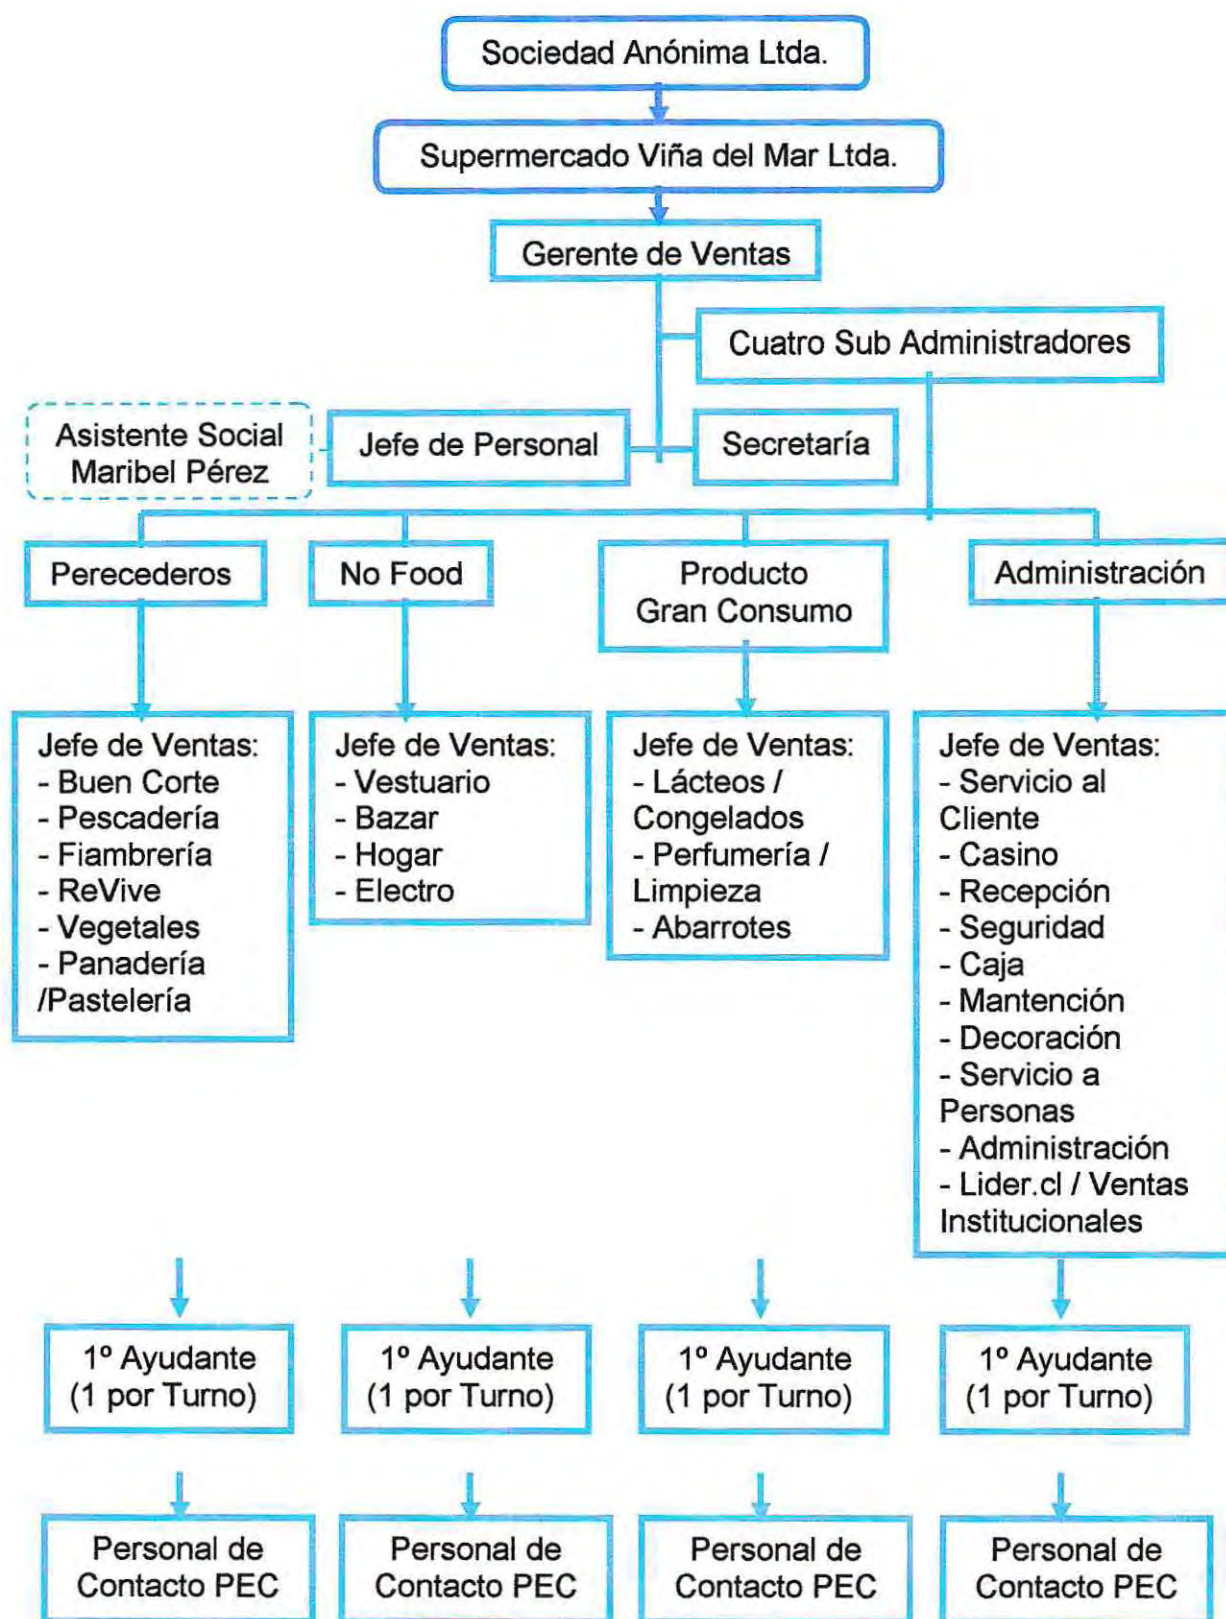 Sociedad Anónima Ltda.
Supermercado Viña del Mar Ltda.
Gerente de Ventas
Cuatro Sub Administradores
Asistente Social
Maribel Pérez
Jefe de Personal
Secretaría
Perecederos
No Food
Producto
Gran Consumo
Administración
Jefe de Ventas:
- Buen Corte
- Pescadería
- Fiambrería
- ReVive
- Vegetales
- Panadería
/Pastelería
Jefe de Ventas:
- Vestuario
- Bazar
- Hogar
- Electro
Jefe de Ventas:
- Lácteos /
Congelados
- Perfumería /
Limpieza
- Abarrotes
Jefe de Ventas:
- Servicio al
Cliente
- Casino
- Recepción
- Seguridad
- Caja
- Mantención
- Decoración
- Servicio a
Personas
- Administración
- Lider.cl / Ventas
Institucionales
1º Ayudante
(1 por Turno)
1º Ayudante
(1 por Turno)
1º Ayudante
(1 por Turno)
1º Ayudante
(1 por Turno)
Personal de
Contacto PEC
Personal de
Contacto PEC
Personal de
Contacto PEC
Personal de
Contacto PEC